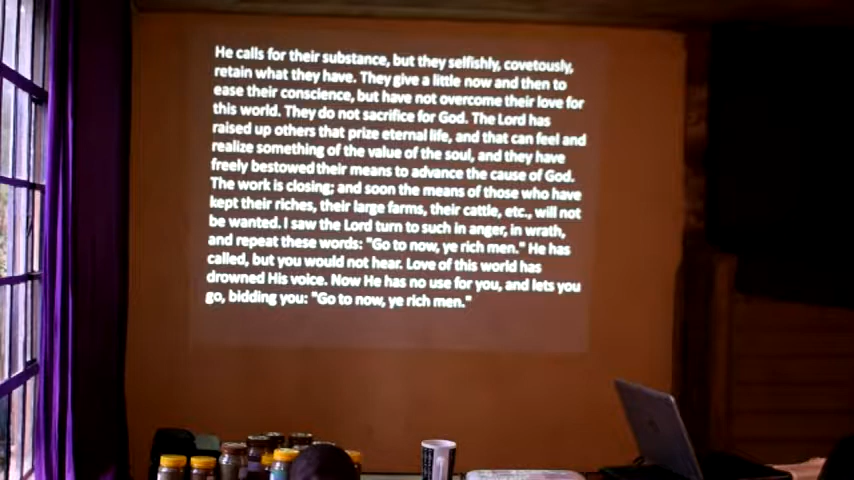 He calls for their substance, but they selfishly, covetously,
retain what they have. They give a little now and then to
ease their conscience, but have not overcome their love for
this world. They do not sacrifice for God. The Lord has
raised up others that prize eternal life, and that can feel and
realize something of the value of the soul, and they have
freely bestowed their means to advance the cause of God.
The work is closing; and soon the means of those who have
kept their riches, their large farms, their cattle, etc., will not
be wanted. I saw the Lord turn to such in anger, in wrath,
and repeat these words: "Go to now, ye rich men." He has
called, but you would not hear. Love of this world has
drowned His voice. Now He has no use for you, and lets you
go, bidding you: "Go to now, ye rich men."